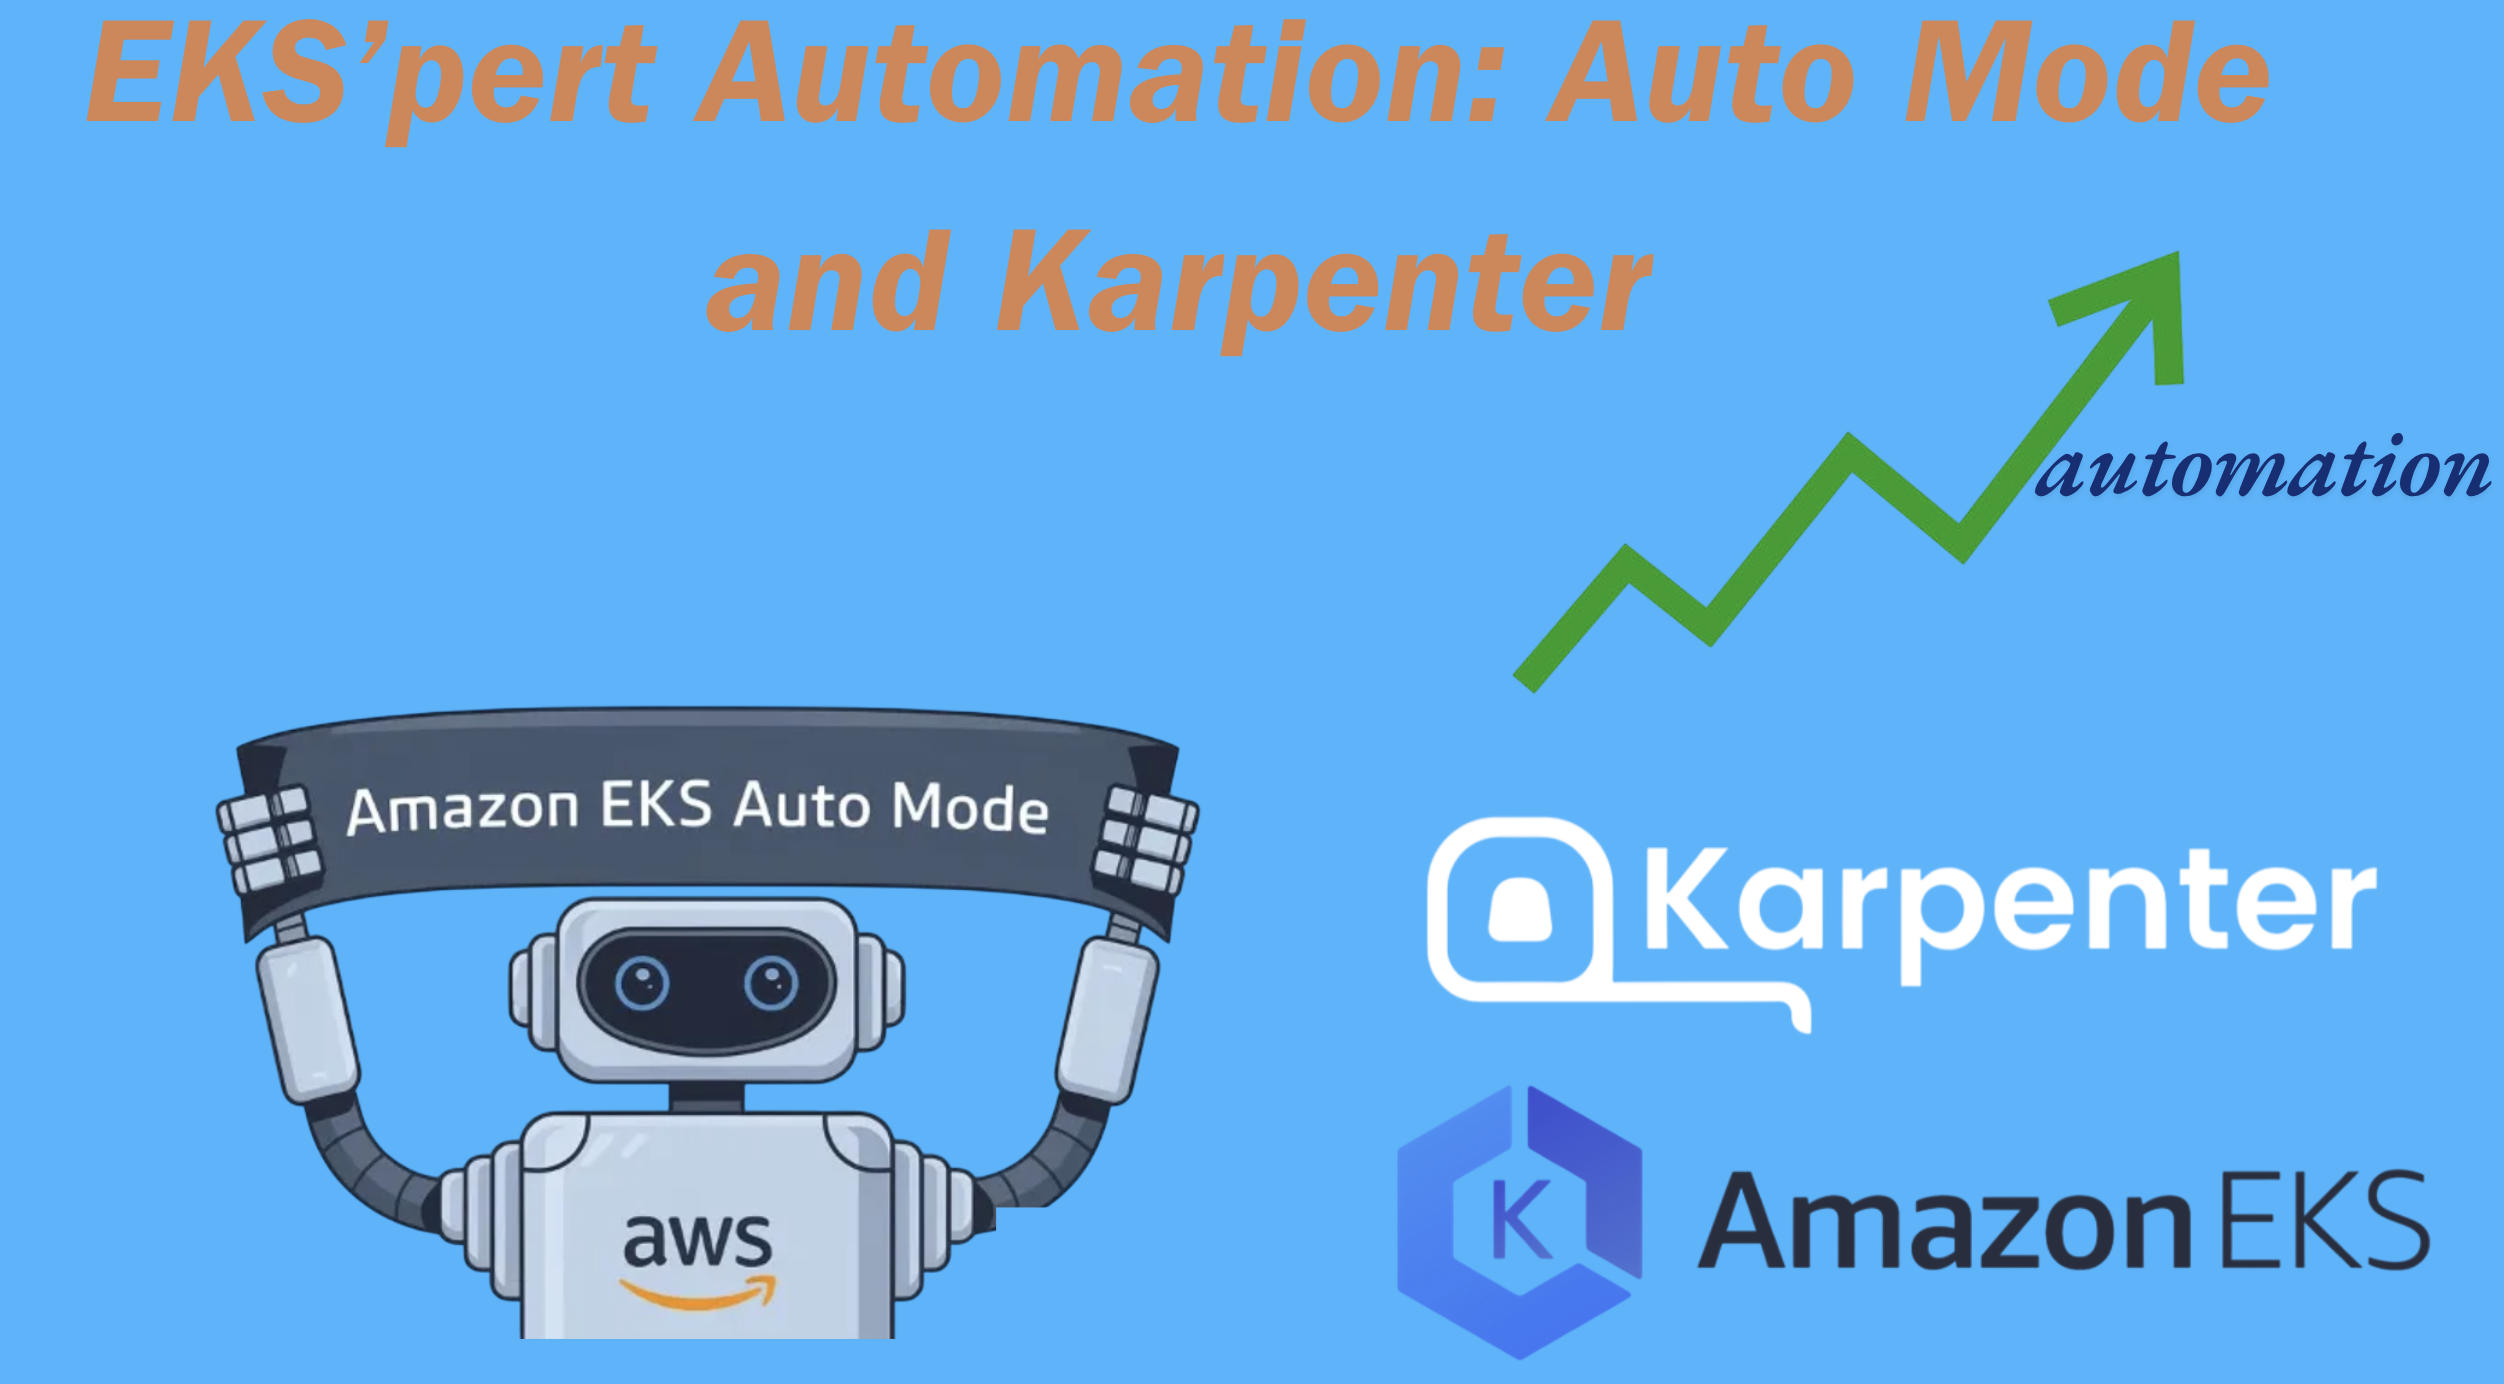 EKS’pert Automation: Auto Mode
and Karpenter
automation
Amazon EKS Auto Mode
Karpenter
K
Amazon EKS
aws